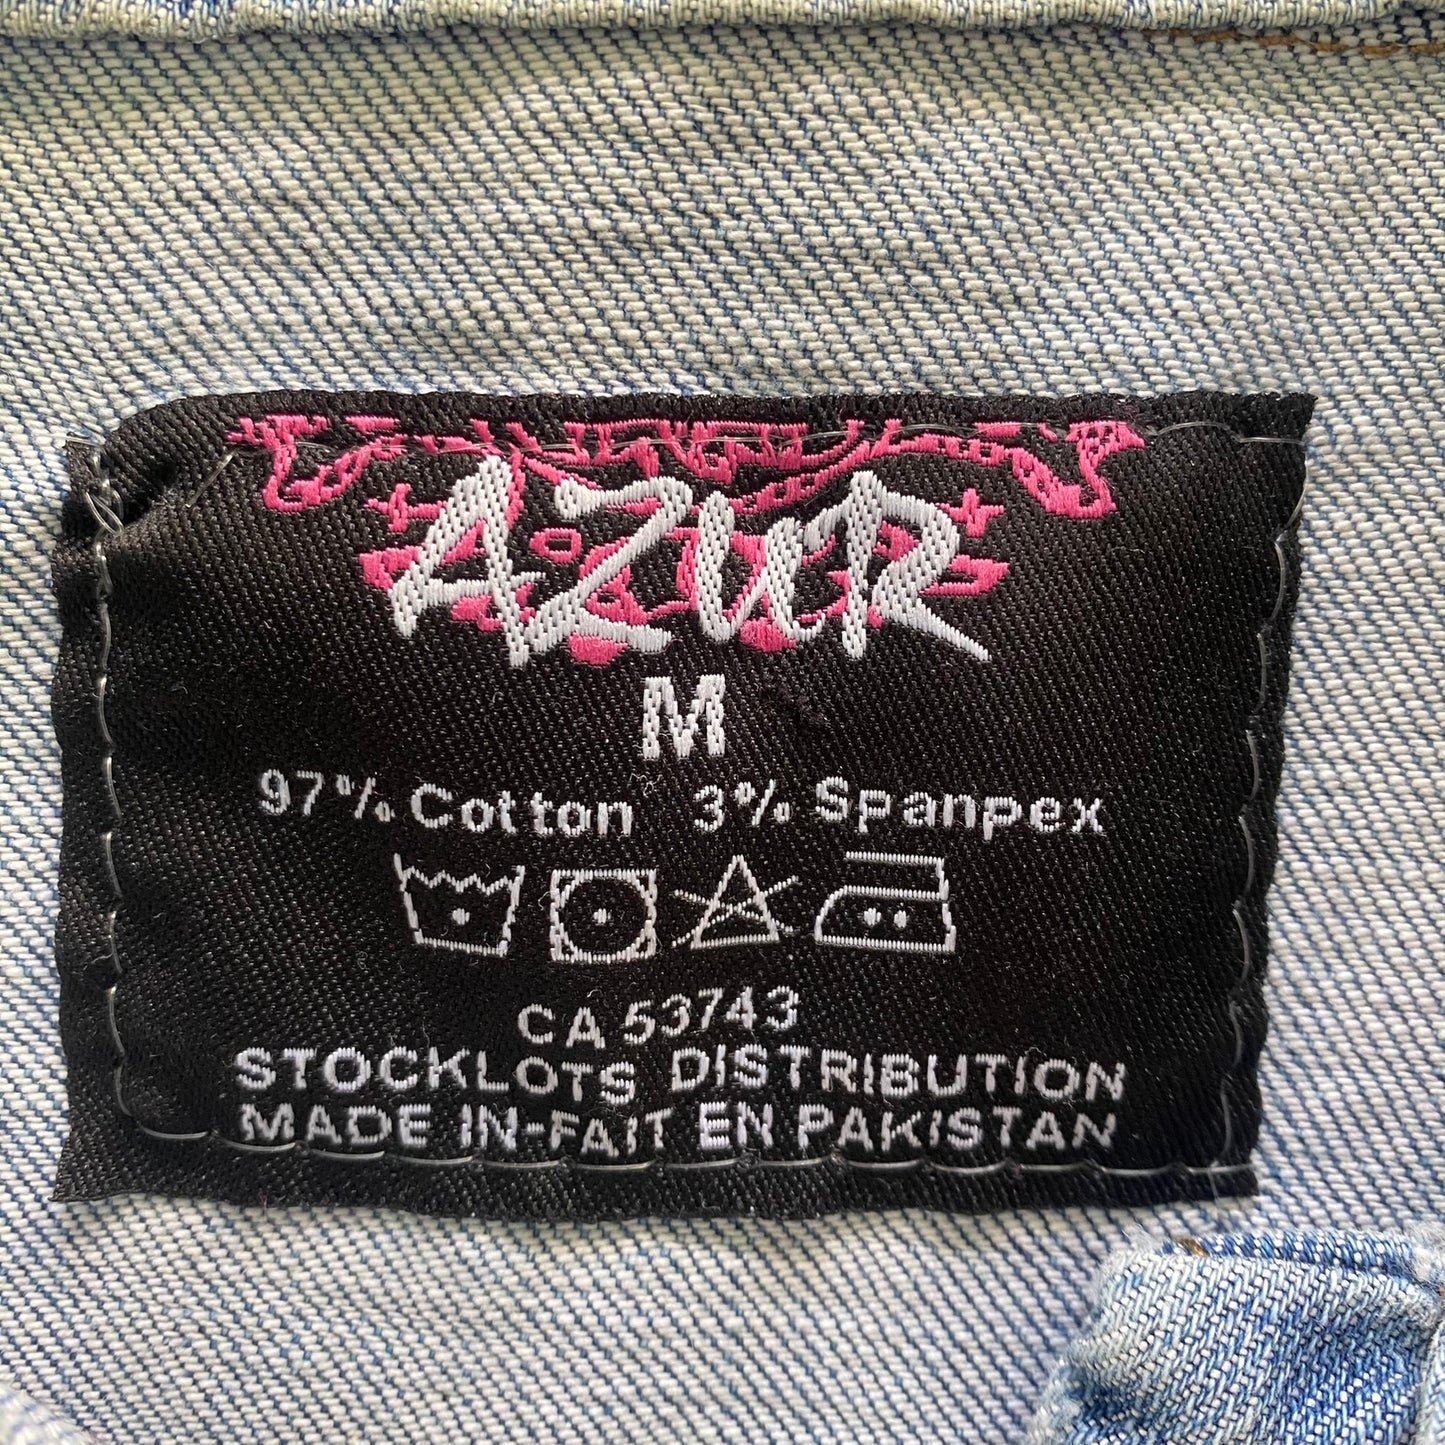 AZUR
M
97% Cotton 3% Spanpex
CA 53743
STOCKLOTS DISTRIBUTION
MADE IN-FAIT EN PAKISTAN